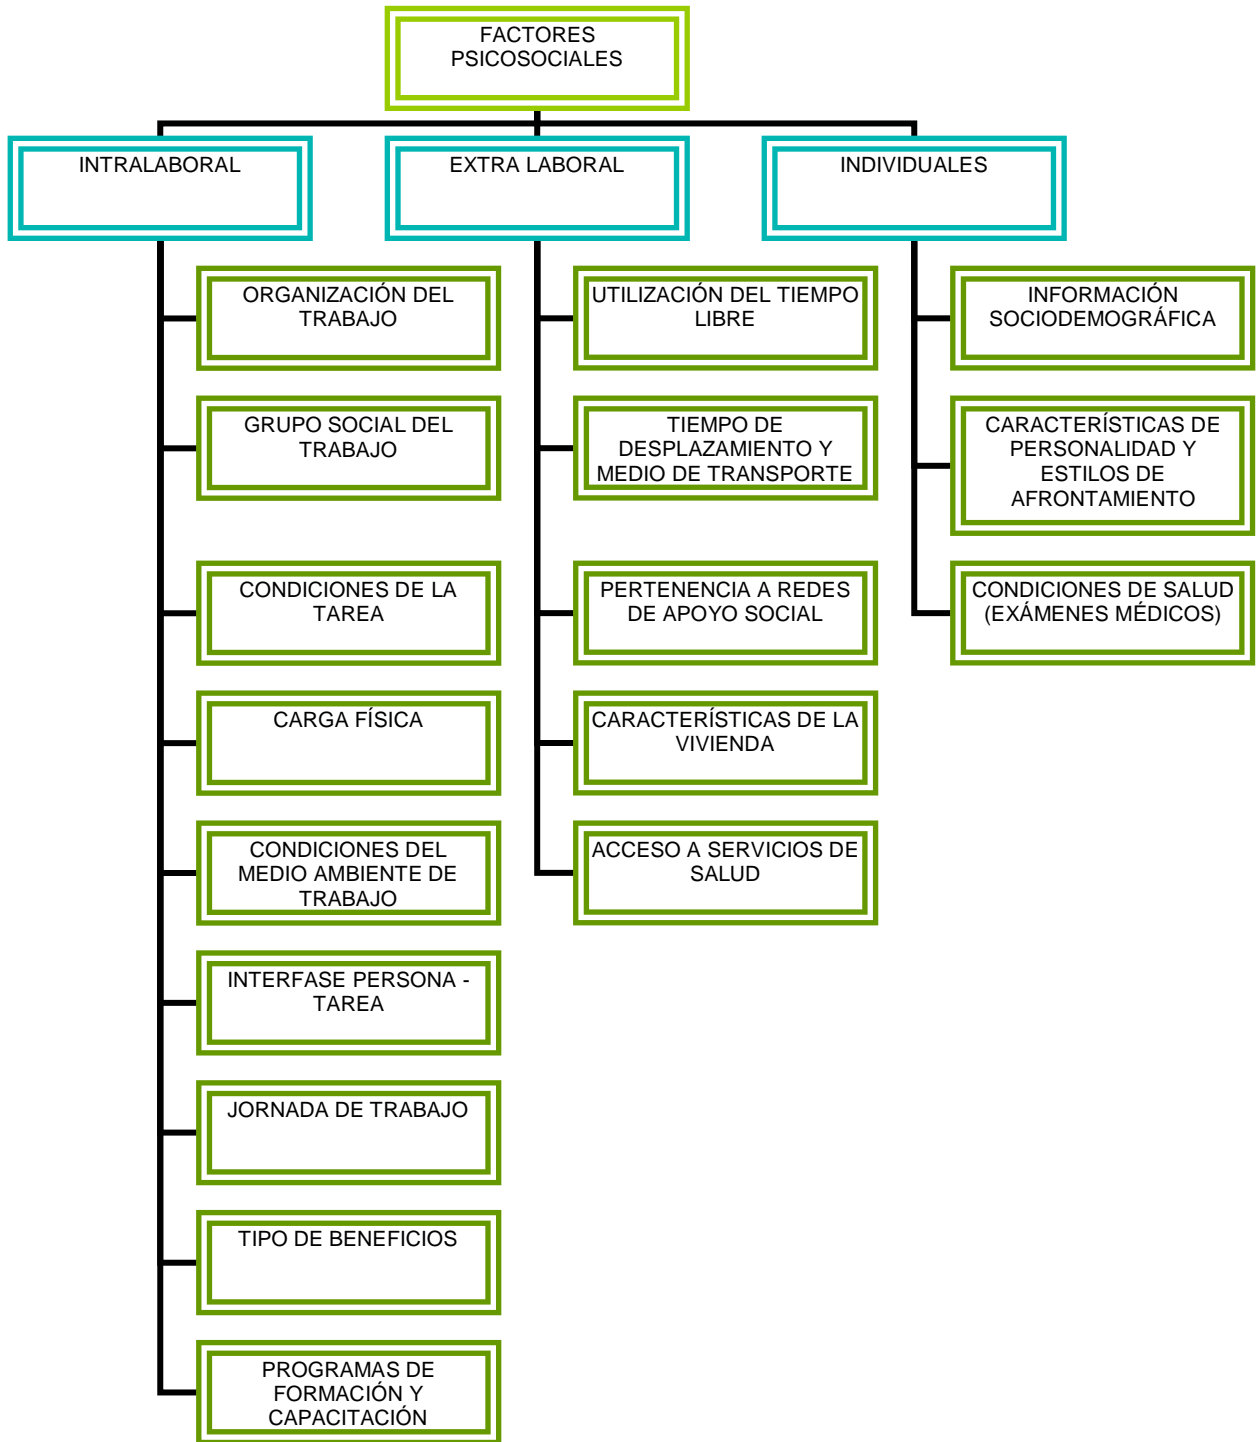 FACTORES
PSICOSOCIALES
INTRALABORAL
EXTRA LABORAL
INDIVIDUALES
ORGANIZACIÓN DEL
TRABAJO
GRUPO SOCIAL DEL
TRABAJO
CONDICIONES DE LA
TAREA
CARGA FÍSICA
CONDICIONES DEL
MEDIO AMBIENTE DE
TRABAJO
INTERFASE PERSONA -
TAREA
JORNADA DE TRABAJO
TIPO DE BENEFICIOS
PROGRAMAS DE
FORMACIÓN Y
CAPACITACIÓN
UTILIZACIÓN DEL TIEMPO
LIBRE
TIEMPO DE
DESPLAZAMIENTO Y
MEDIO DE TRANSPORTE
PERTENENCIA A REDES
DE APOYO SOCIAL
CARACTERÍSTICAS DE LA
VIVIENDA
ACCESO A SERVICIOS DE
SALUD
INFORMACIÓN
SOCIODEMOGRÁFICA
CARACTERÍSTICAS DE
PERSONALIDAD Y
ESTILOS DE
AFRONTAMIENTO
CONDICIONES DE SALUD
(EXÁMENES MÉDICOS)